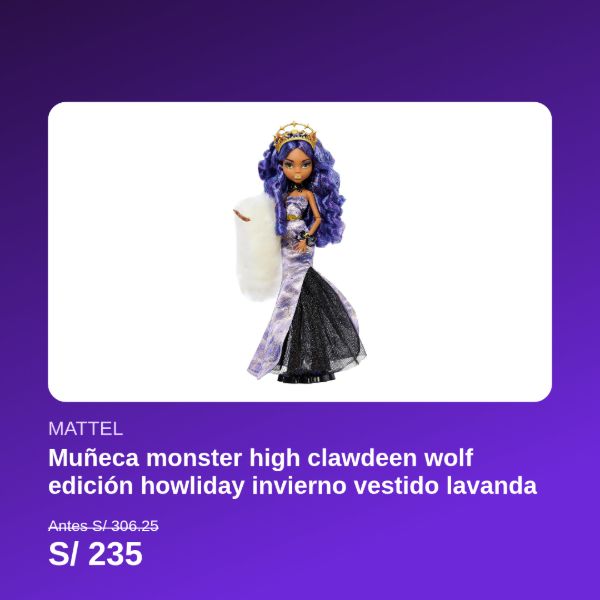 MATTEL
Muñeca monster high clawdeen wolf
edición howliday invierno vestido lavanda
Antes S/ 306.25
S/ 235